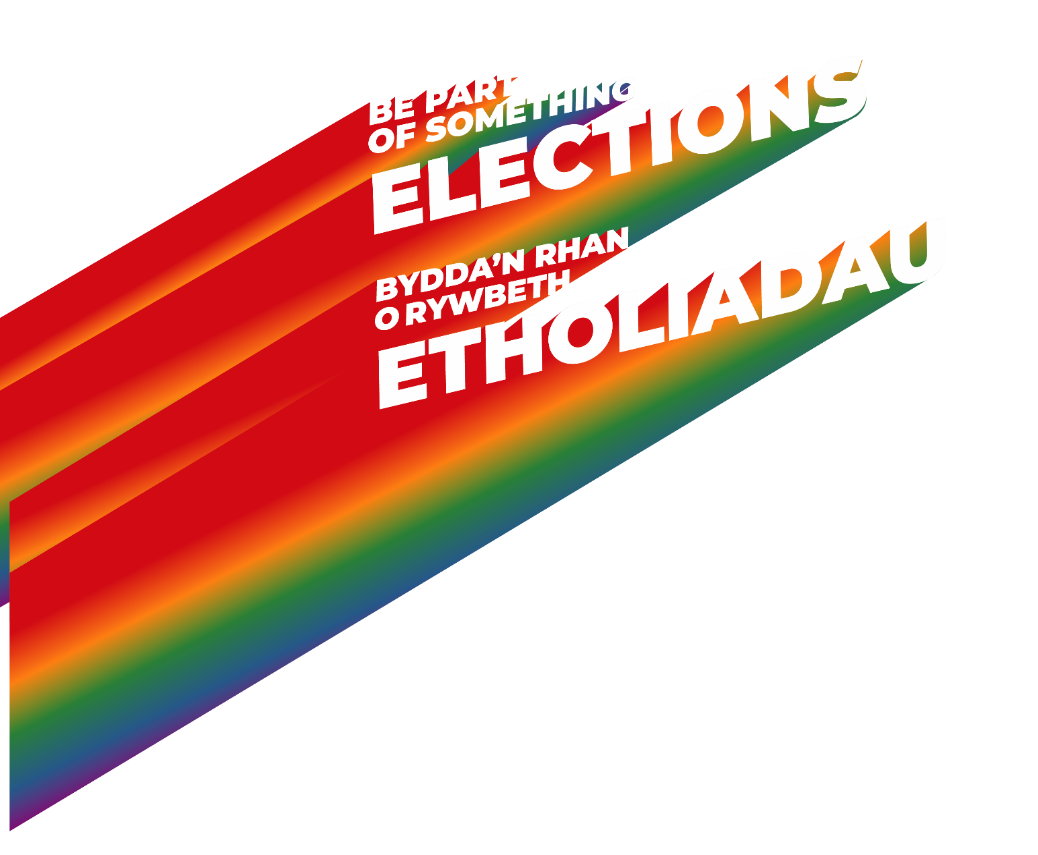 BE PART
OF SOMETHING
ELECTIONS
BYDDA'N RHAN
O RYWBETH
ETHOLIADAU